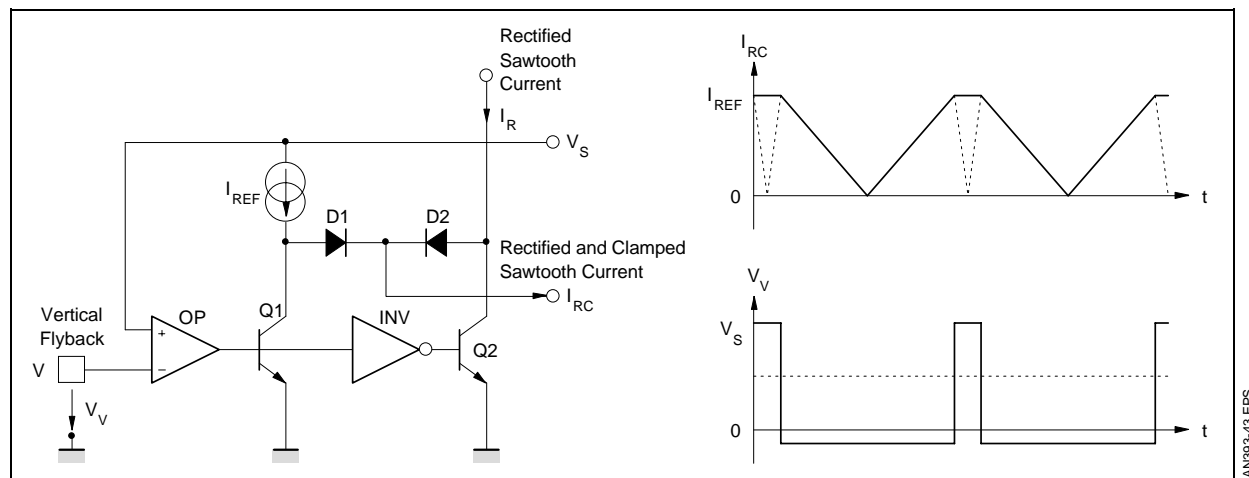 Rectified
Sawtooth
Current
I_R
V_S
I_REF
D1
D2
Rectified and Clamped
Sawtooth Current
I_RC
Vertical
Flyback
V
OP
+
−
Q1
INV
Q2
V_V
I_RC
I_REF
0
t
V_V
V_S
0
t
AN393-43.EPS